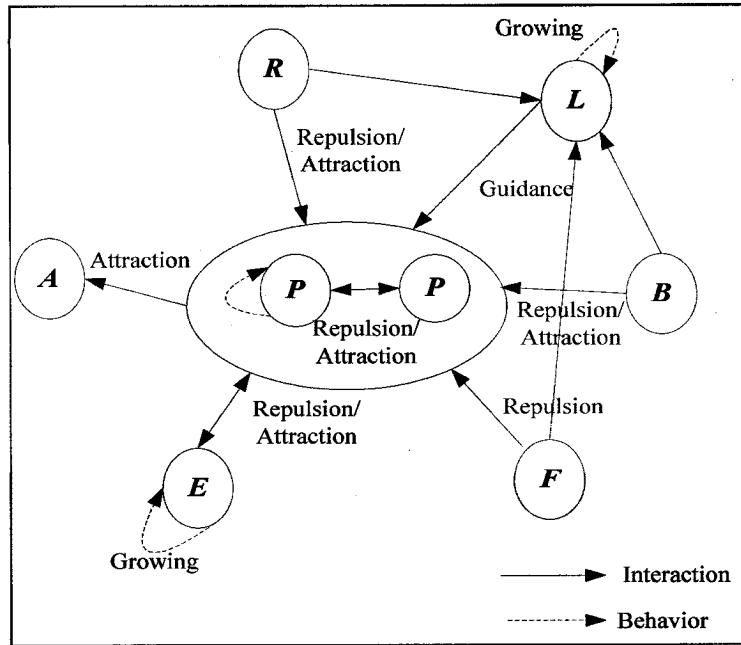 Growing
R
L
Repulsion/
Attraction
Guidance
A
Attraction
P
P
B
Repulsion/
Attraction
Repulsion/
Attraction
Repulsion/
Attraction
Repulsion
E
F
Growing
Interaction
Behavior